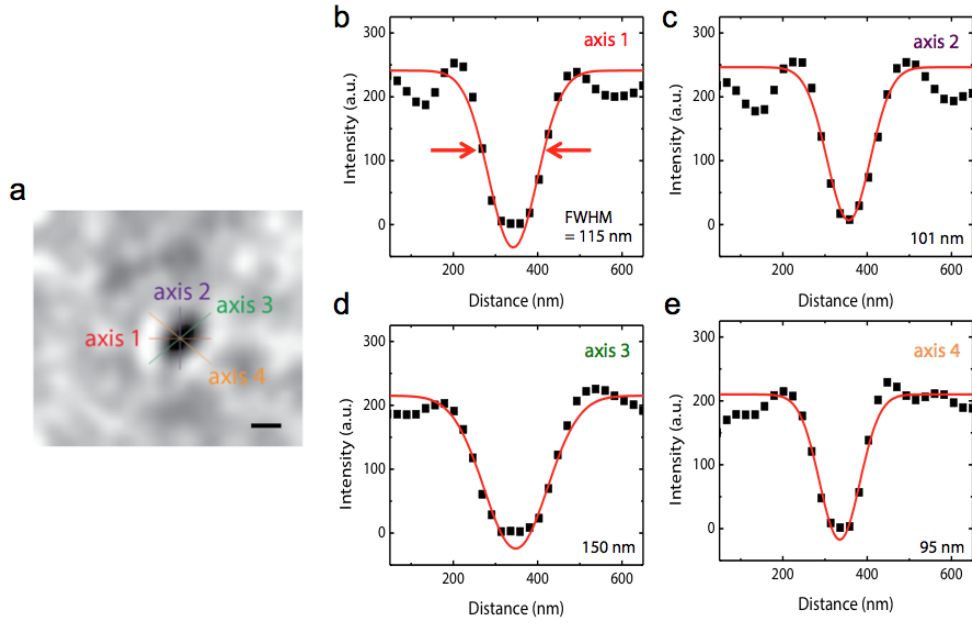 a
axis 2
axis 3
axis 1
axis 4
b
axis 1
300
200
100
0
Intensity (a.u.)
FWHM
= 115 nm
200 400 600
Distance (nm)
c
axis 2
300
200
100
0
Intensity (a.u.)
101 nm
200 400 600
Distance (nm)
d
axis 3
300
200
100
0
Intensity (a.u.)
150 nm
200 400 600
Distance (nm)
e
axis 4
300
200
100
0
Intensity (a.u.)
95 nm
200 400 600
Distance (nm)